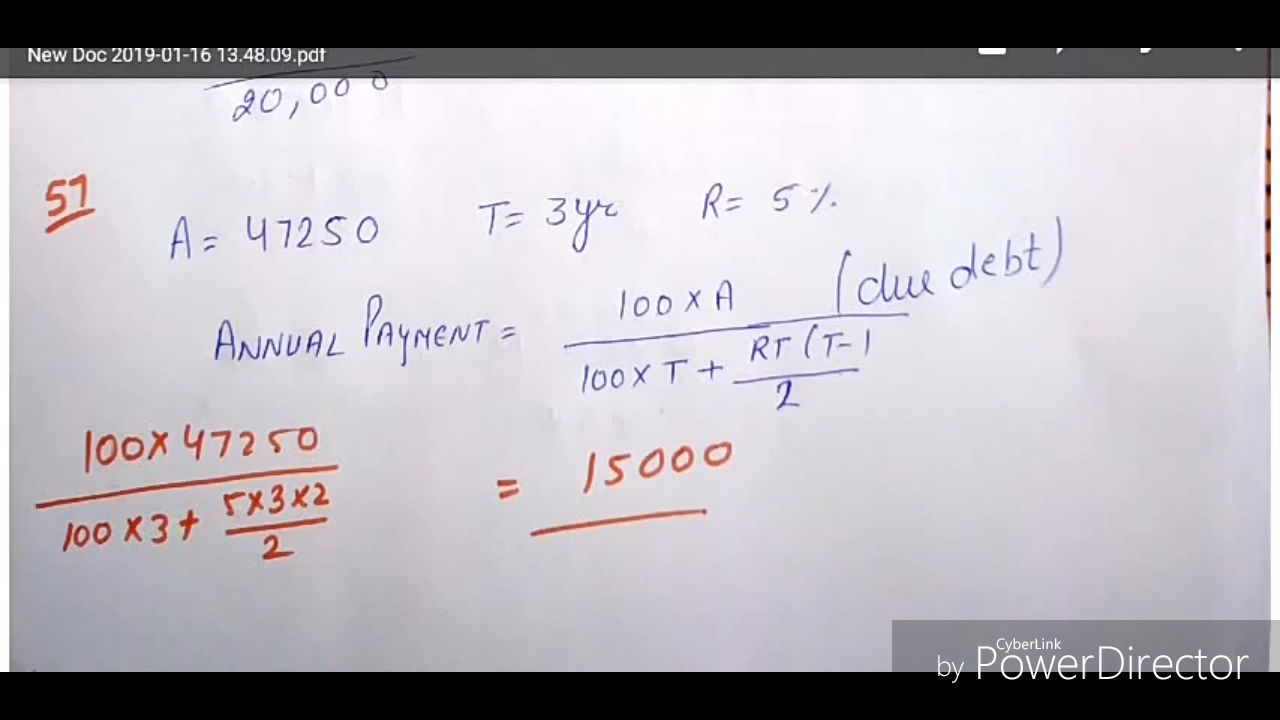 New Doc 2019-01-16 13.48.09.pdf
20,000
57
A = 47250 T= 3yr R= 5%
ANNUAL PAYMENT = 100 x A / 100 x T + RT (T-1 / 2 (due debt)
100 x 47250 / 100 x 3 + 5x3x2 / 2 = 15000
CyberLink
by PowerDirector